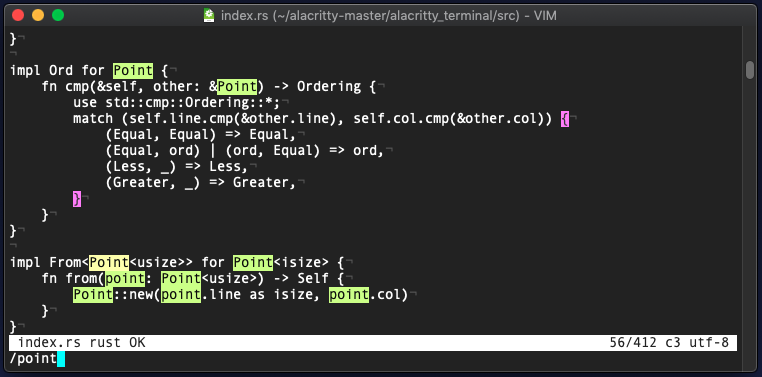 index.rs (~/alacritty-master/alacritty_terminal/src) - VIM
}¬
¬
impl Ord for Point {¬
    fn cmp(&self, other: &Point) -> Ordering {¬
        use std::cmp::Ordering::*;¬
        match (self.line.cmp(&other.line), self.col.cmp(&other.col)) {¬
            (Equal, Equal) => Equal,¬
            (Equal, ord) | (ord, Equal) => ord,¬
            (Less, _) => Less,¬
            (Greater, _) => Greater,¬
        }¬
    }¬
}¬
¬
impl From<Point<usize>> for Point<isize> {¬
    fn from(point: Point<usize>) -> Self {¬
        Point::new(point.line as isize, point.col)¬
    }¬
}¬
index.rs rust OK 56/412 c3 utf-8
/point